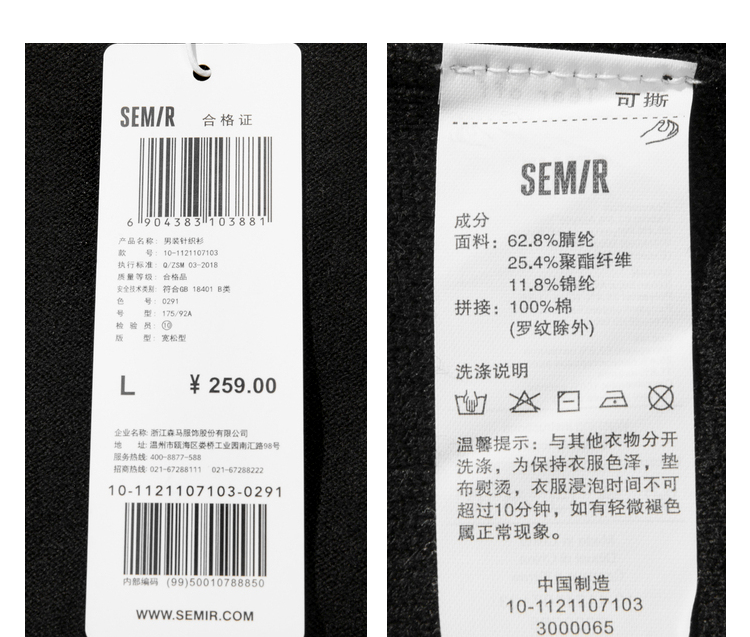 SEMIR 合格证
6 904383 103881
产品名称: 男装针织衫
款 号: 10-1121107103
执行标准: Q/ZSM 03-2018
质量等级: 合格品
安全技术类别: 符合GB 18401 B类
色 号: 0291
号 型: 175/92A
检 验 员: ⑩
版 型: 宽松型
L ¥ 259.00
企业名称: 浙江森马服饰股份有限公司
地 址: 温州市瓯海区娄桥工业园南汇路98号
服务热线: 400-8877-588
招商热线: 021-67288111 021-67288222
10-1121107103-0291
内部编码 (99)50010788850
WWW.SEMIR.COM
可撕
SEMIR
成分
面料: 62.8%腈纶
25.4%聚酯纤维
11.8%锦纶
拼接: 100%棉
(罗纹除外)
洗涤说明
温馨提示: 与其他衣物分开
洗涤，为保持衣服色泽，垫
布熨烫，衣服浸泡时间不可
超过10分钟，如有轻微褪色
属正常现象。
中国制造
10-1121107103
3000065